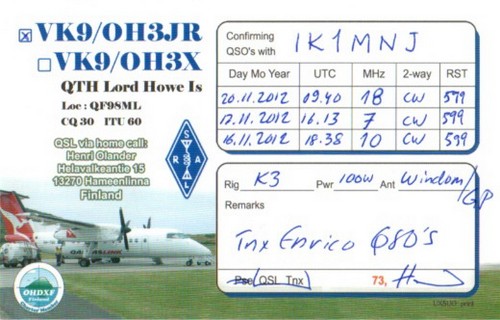 ☒ VK9/OH3JR
☐ VK9/OH3X
QTH Lord Howe Is
Loc : QF98ML
CQ 30 ITU 60
QSL via home call:
Henri Olander
Helavalkeantie 15
13270 Hameenlinna
Finland
S
R A
L
OHDXF
Finland
Confirming
QSO's with IK1MNJ
Day Mo Year UTC MHz 2-way RST
20.11.2012 09.40 18 CW 579
17.11.2012 16.13 7 CW 599
16.11.2012 18.38 10 CW 599
Rig K3 Pwr 100W Ant Windom/GP
Remarks
Tnx Enrico 680's
Pse (QSL Tnx) 73,